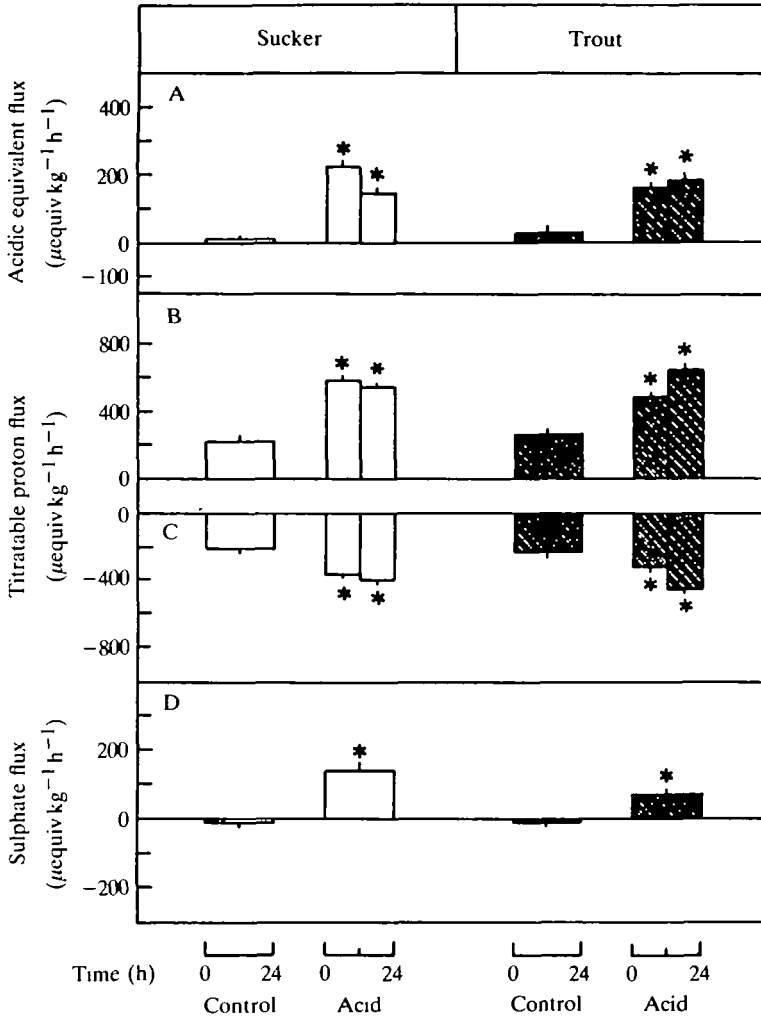 Sucker
Trout
Acidic equivalent flux
(μequiv kg⁻¹ h⁻¹)
A
400
200
0
−100
*
*
*
*
Titratable proton flux
(μequiv kg⁻¹ h⁻¹)
B
800
400
0
*
*
*
*
0
C
−400
−800
*
*
*
*
Sulphate flux
(μequiv kg⁻¹ h⁻¹)
D
200
0
−200
*
*
Time (h)
0 24
0 24
0 24
0 24
Control
Acid
Control
Acid